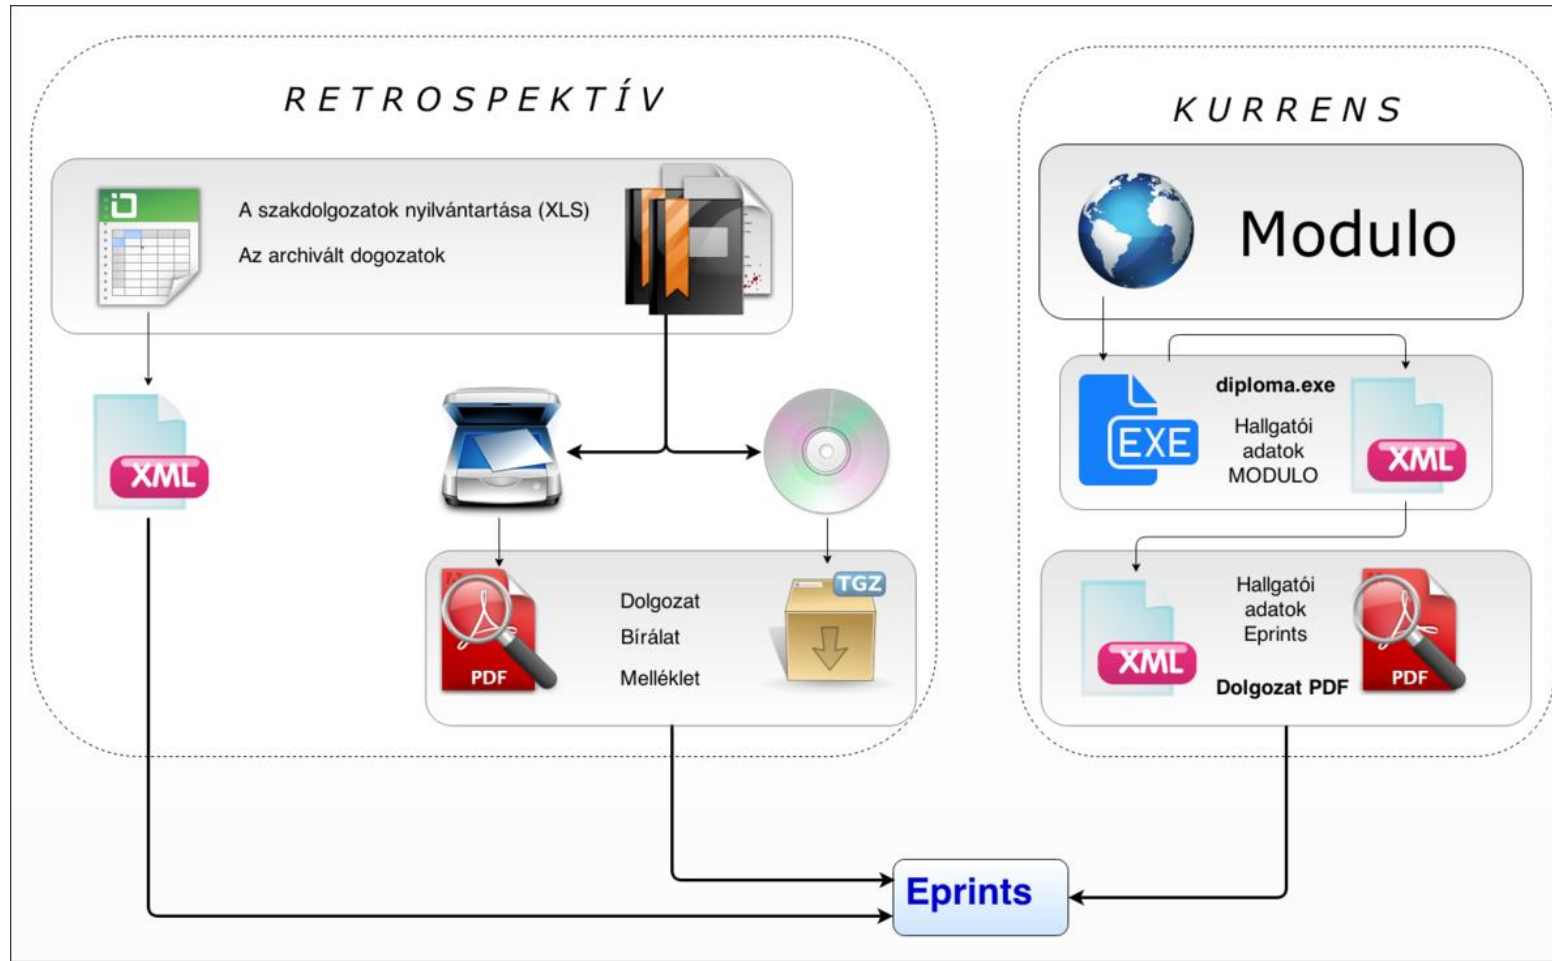 RETROSPEKTÍV
A szakdolgozatok nyilvántartása (XLS)
Az archivált dogozatok
XML
PDF
Dolgozat
Bírálat
Melléklet
TGZ
KURRENS
Modulo
EXE
diploma.exe
Hallgatói
adatok
MODULO
XML
XML
Hallgatói
adatok
Eprints
Dolgozat PDF
PDF
Eprints